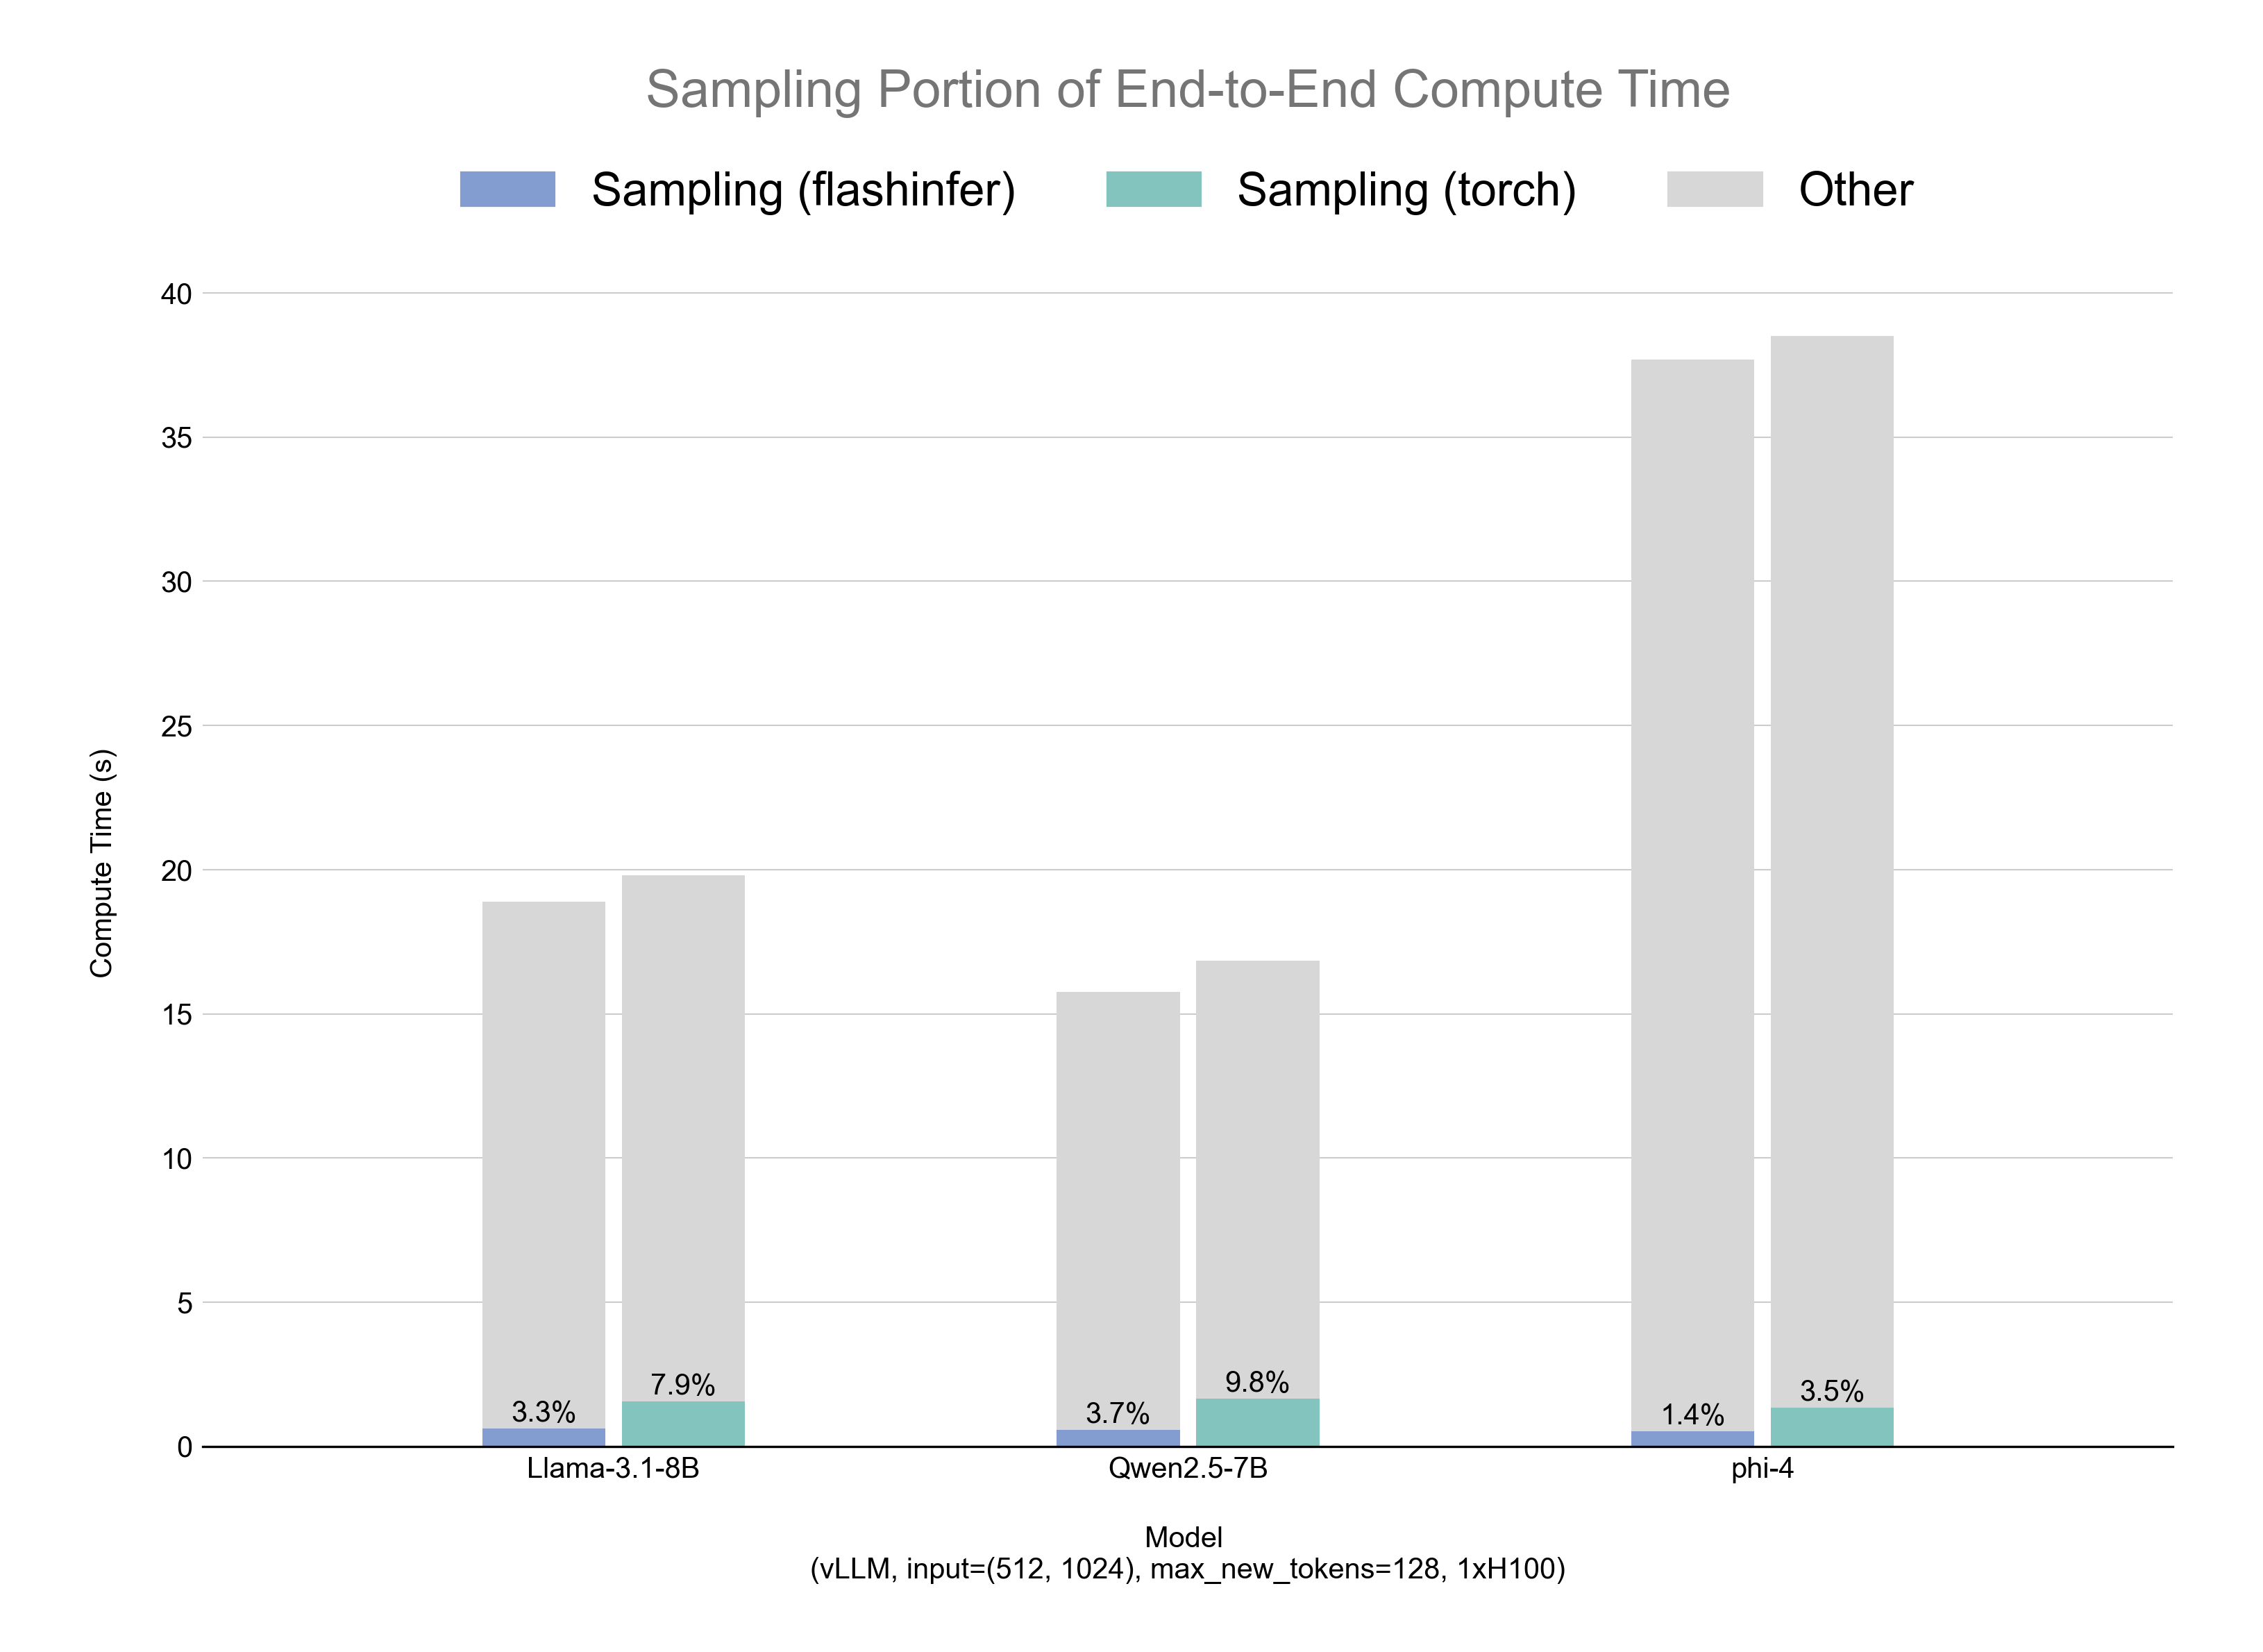 Sampling Portion of End-to-End Compute Time
Sampling (flashinfer) Sampling (torch) Other
40
35
30
25
20
15
10
5
0
Compute Time (s)
3.3% 7.9% 3.7% 9.8% 1.4% 3.5%
Llama-3.1-8B Qwen2.5-7B phi-4
Model
(vLLM, input=(512, 1024), max_new_tokens=128, 1xH100)